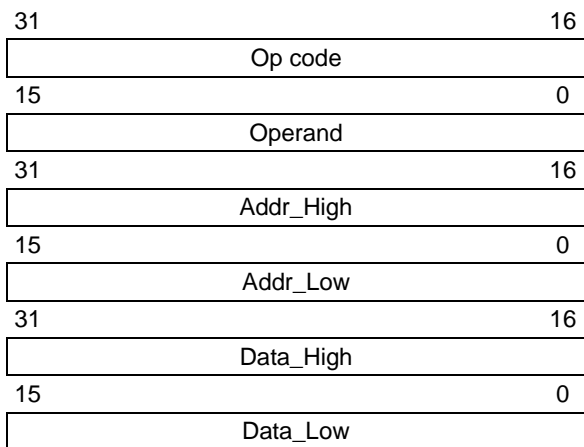 31 16
Op code
15 0
Operand
31 16
Addr_High
15 0
Addr_Low
31 16
Data_High
15 0
Data_Low